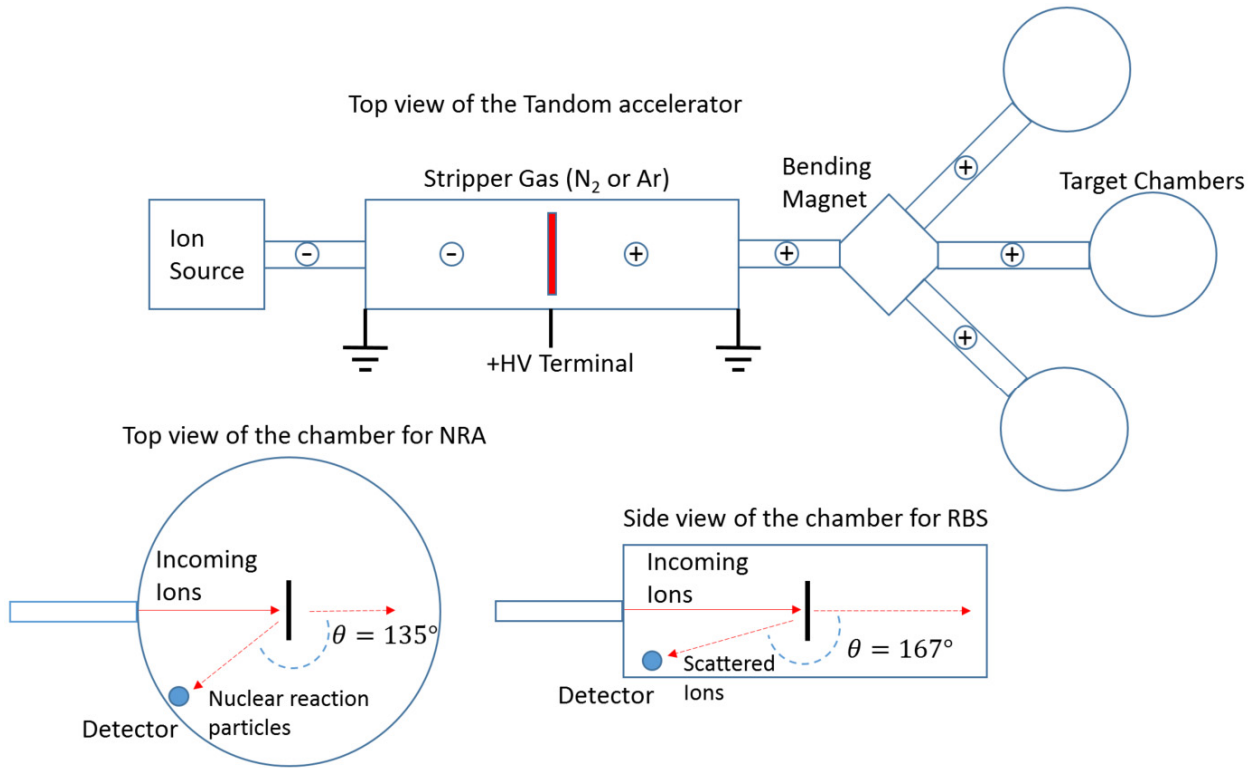 Top view of the Tandom accelerator
Stripper Gas (N₂ or Ar)
Bending
Magnet
Target Chambers
Ion
Source
-
-
+
+
+
+
+
+HV Terminal
Top view of the chamber for NRA
Incoming
Ions
θ = 135°
Nuclear reaction
particles
Detector
Side view of the chamber for RBS
Incoming
Ions
θ = 167°
Scattered
Ions
Detector